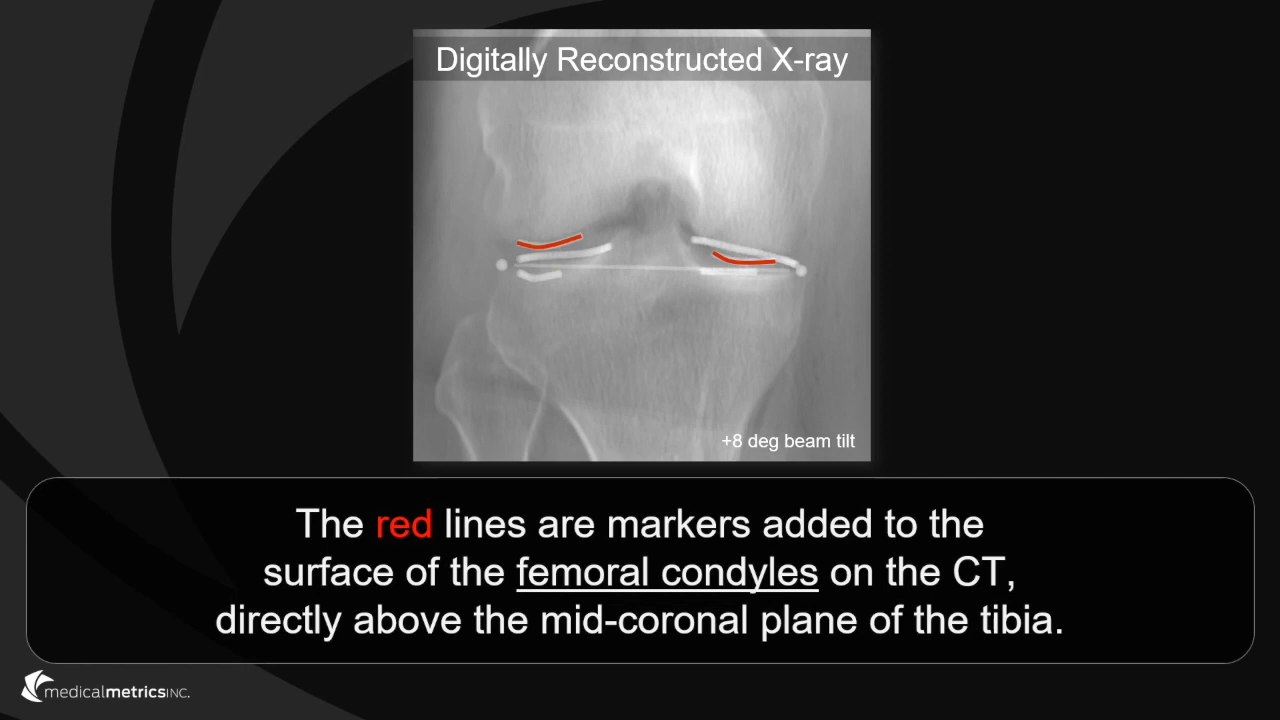 Digitally Reconstructed X-ray
+8 deg beam tilt
The red lines are markers added to the
surface of the femoral condyles on the CT,
directly above the mid-coronal plane of the tibia.
medicalmetricsINC.